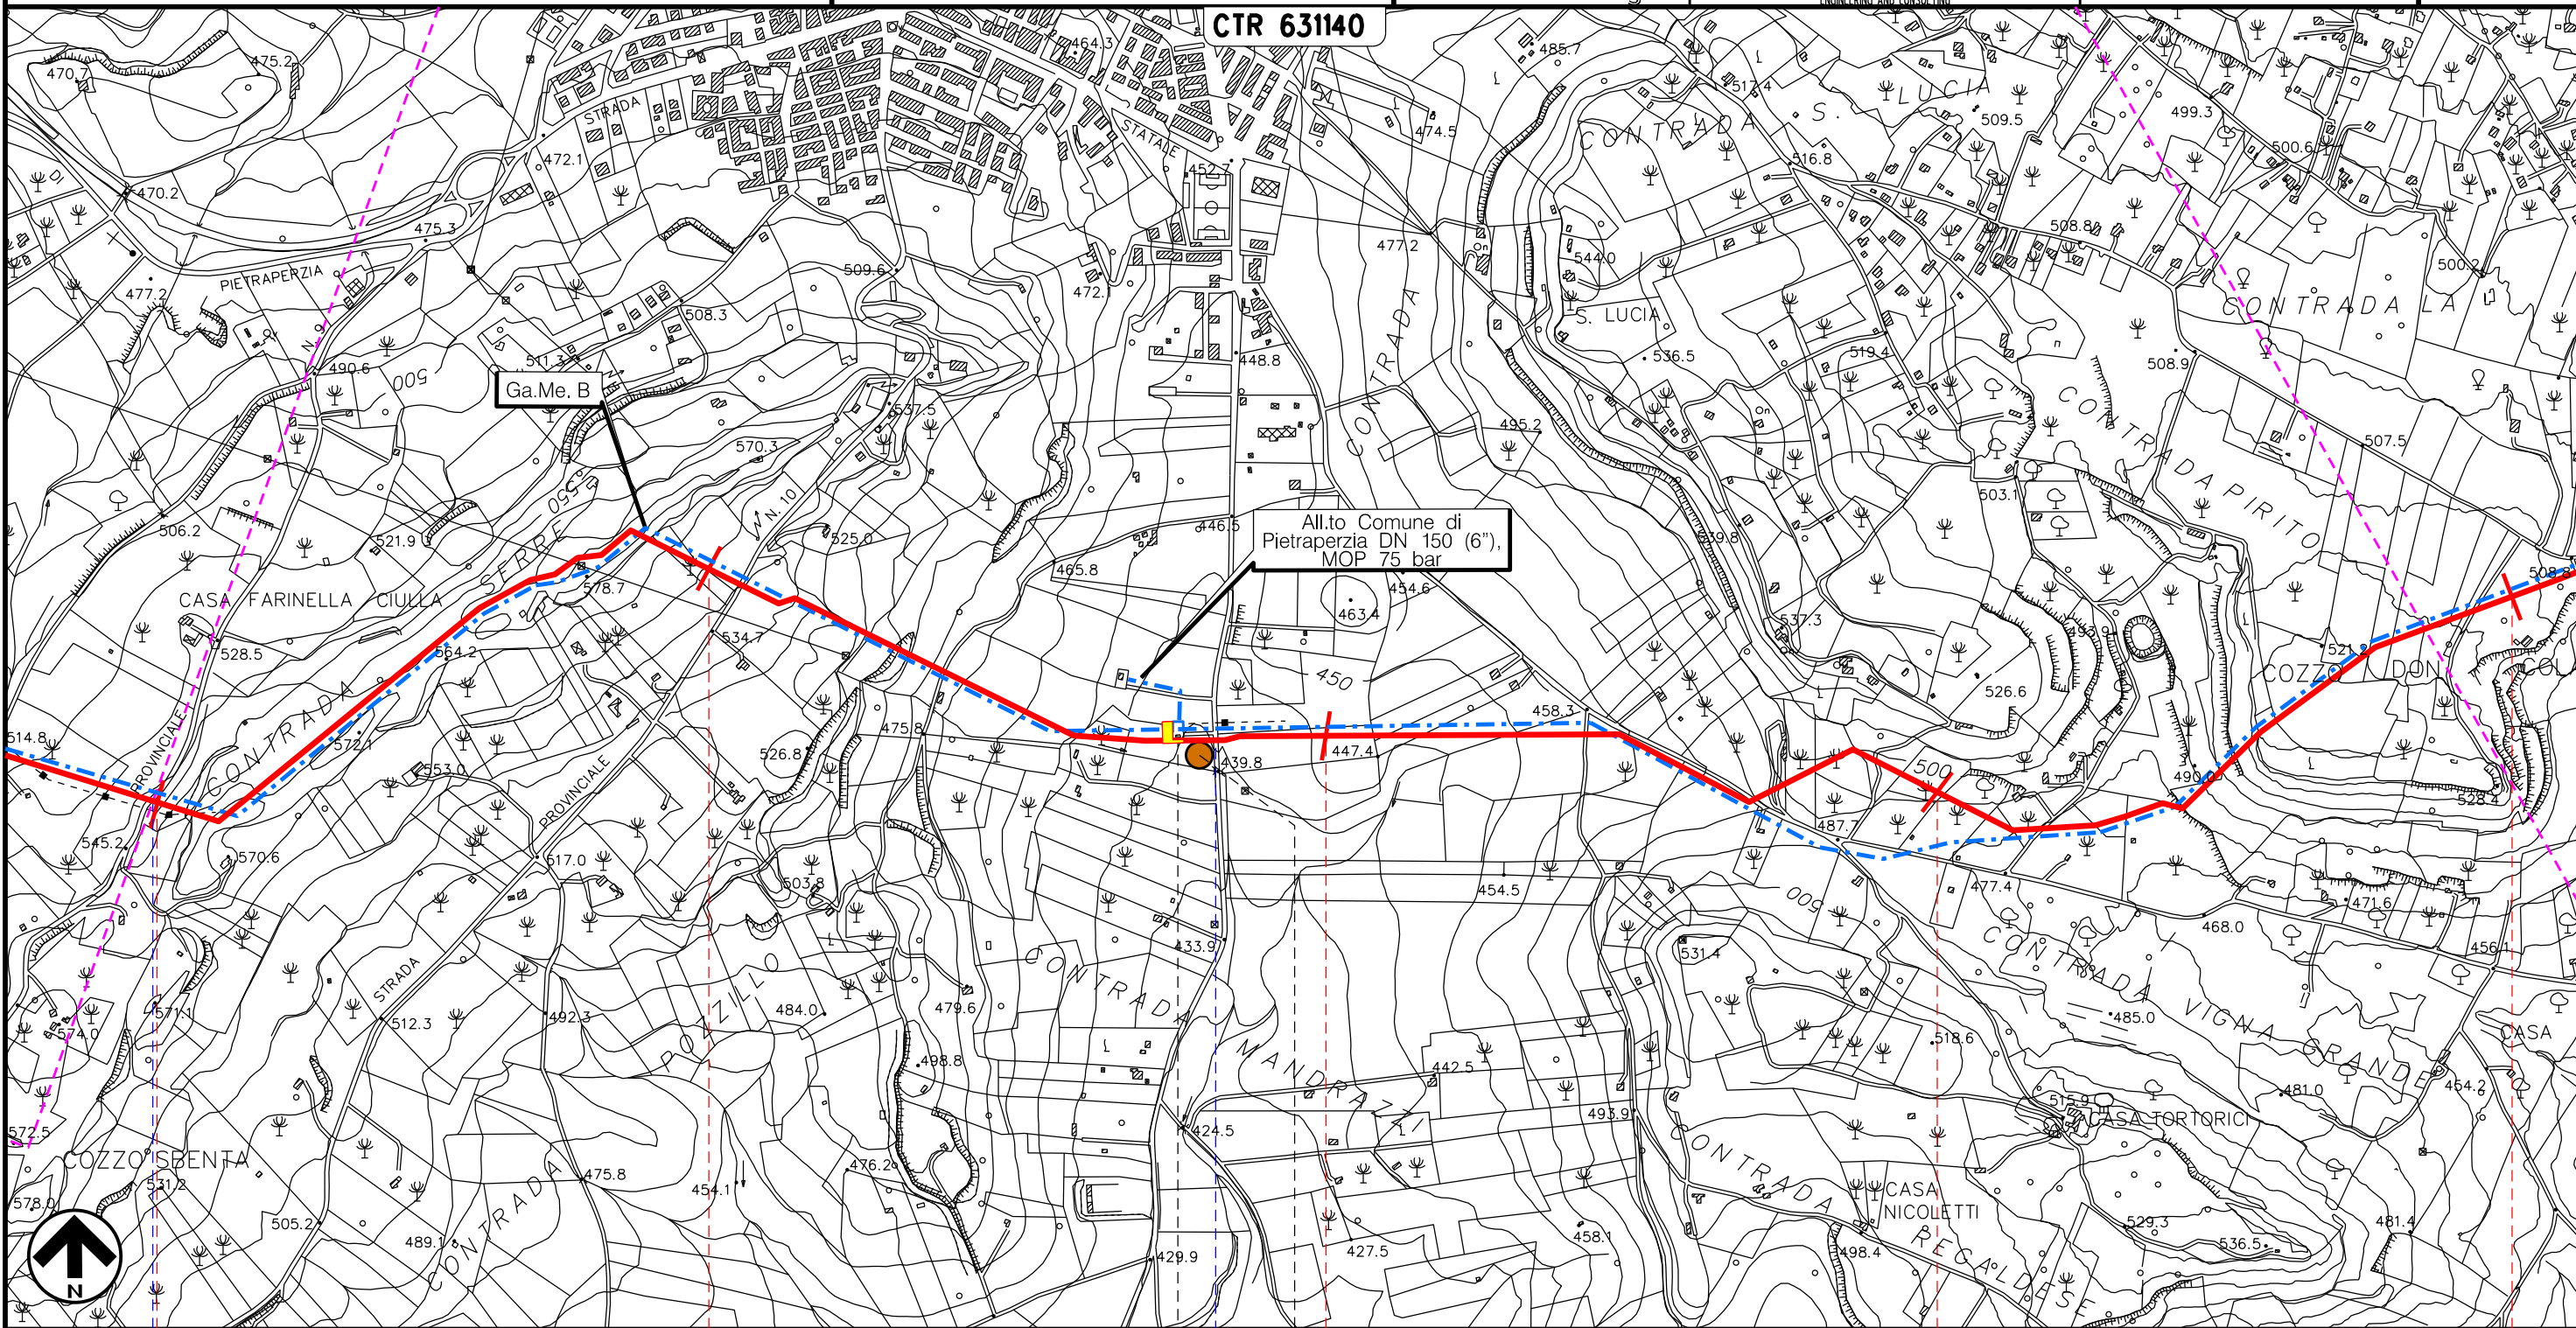 ENGINEERING AND CONSULTING
CTR 631140
470.7
475.2
464.3
485.7
517.4
S. LUCIA
509.5
499.3
STRADA
STATALE
474.5
CONTRADA
516.8
500.6
DI
470.2
472.1
452.7
475.3
477.2
508.8
PIETRAPERZIA
477.2
509.6
472.1
544.0
500.2
CONTRADA LA
508.3
S. LUCIA
N.
490.6
500
511.3
448.8
CONTRADA
536.5
519.4
508.9
Ga.Me. B
537.5
CONTRADA PIRITO
570.3
495.2
507.5
550
N. 10
503.1
506.2
521.9
525.0
446.5
All.to Comune di
Pietraperzia DN 150 (6"),
MOP 75 bar
539.8
SERRE
578.7
465.8
454.6
508.8
CASA FARINELLA CIULLA
463.4
537.3
493.9
528.5
564.2
534.7
450
521.2
COZZO DON COLA
526.6
CONTRADA
514.8
PROVINCIALE
572.1
553.0
526.8
475.8
439.8
458.3
447.4
500
490.0
528.4
PROVINCIALE
545.2
570.6
517.0
503.8
487.7
454.5
477.4
500
471.6
468.0
433.9
531.4
456.1
STRADA
CONTRADA MANDRAZZI
CONTRADA VIGNA GRANDE
571.1
574.0
512.3
492.3
POZZILLO
484.0
479.6
485.0
CASA
498.8
518.6
442.5
454.2
481.0
572.5
424.5
493.9
515.9
CASA TORTORICI
COZZO SBENTA
531.2
475.8
476.2
454.1
CONTRADA REGALDESE
CASA
NICOLETTI
578.0
505.2
489.1
CONTRADA
429.9
427.5
458.1
498.4
529.3
536.5
481.4
N